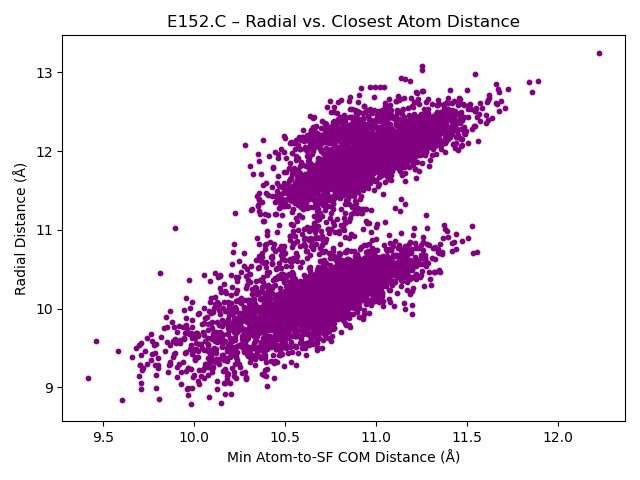 E152.C – Radial vs. Closest Atom Distance
Radial Distance (Å)
13
12
11
10
9
9.5 10.0 10.5 11.0 11.5 12.0
Min Atom-to-SF COM Distance (Å)